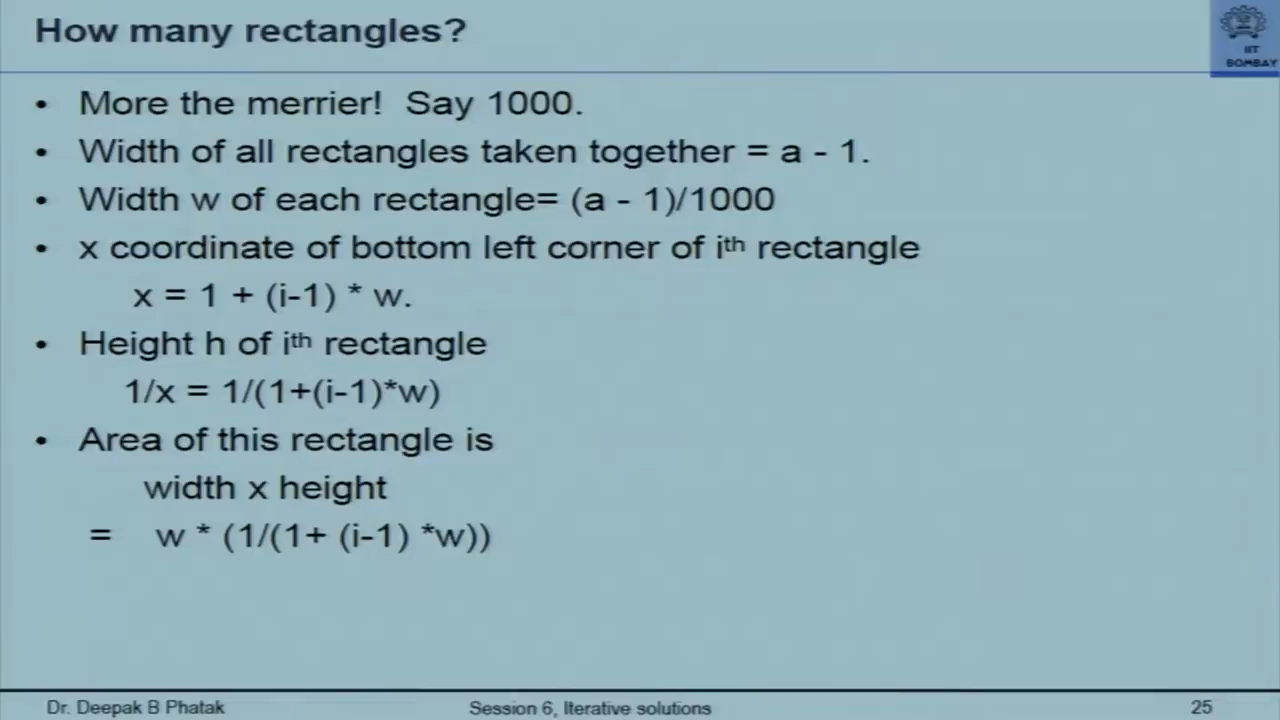 How many rectangles?
IIT
BOMBAY
• More the merrier! Say 1000.
• Width of all rectangles taken together = a - 1.
• Width w of each rectangle= (a - 1)/1000
• x coordinate of bottom left corner of ith rectangle
x = 1 + (i-1) * w.
• Height h of ith rectangle
1/x = 1/(1+(i-1)*w)
• Area of this rectangle is
width x height
= w * (1/(1+ (i-1) *w))
Dr. Deepak B Phatak
Session 6, Iterative solutions
25